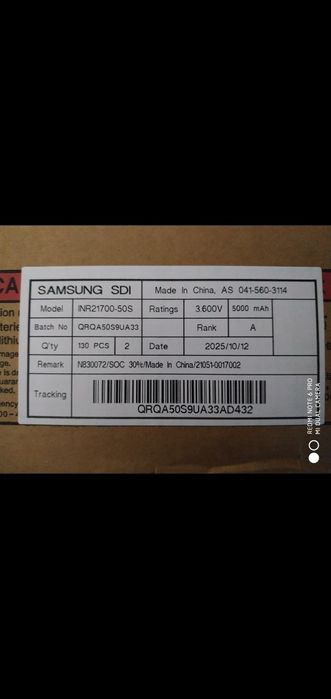 CA
SAMSUNG SDI Made In China, AS 041-560-3114
Model INR21700-50S Ratings 3.600V 5000 mAh
Batch No QRQA50S9UA33 Rank A
Q'ty 130 PCS 2 Date 2025/10/12
Remark N830072/SOC 30%t/Made In China/21051-0017002
Tracking
QRQA50S9UA33AD432
REDMI NOTE 6 PRO
MI DUAL CAMERA